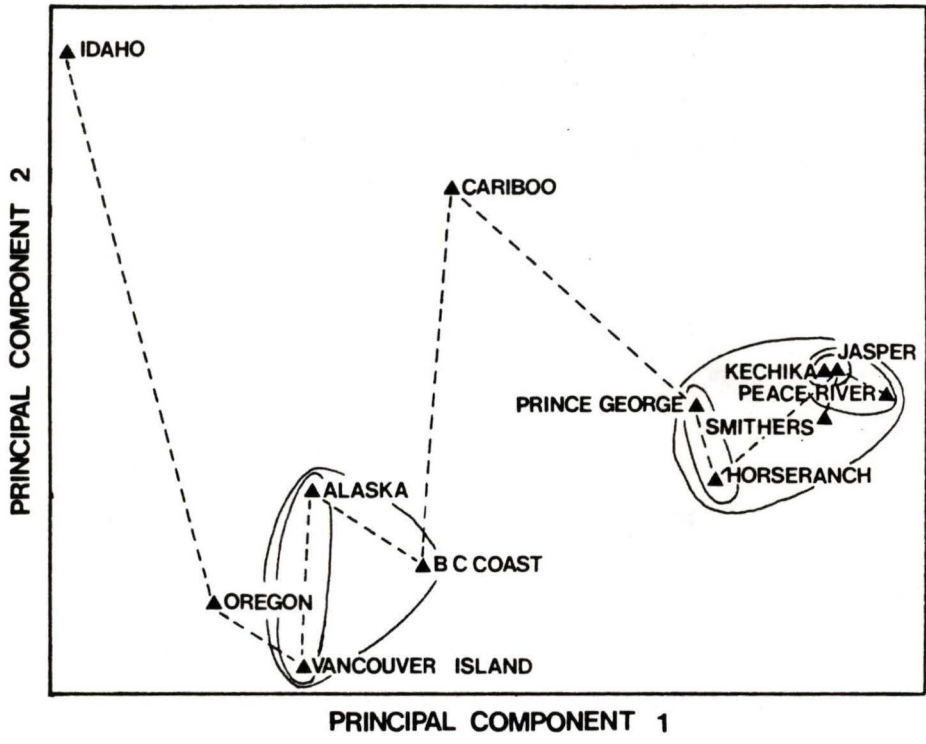 IDAHO
CARIBOO
JASPER
KECHIKA
PEACE RIVER
PRINCE GEORGE
SMITHERS
HORSERANCH
ALASKA
B C COAST
OREGON
VANCOUVER ISLAND
PRINCIPAL COMPONENT 2
PRINCIPAL COMPONENT 1